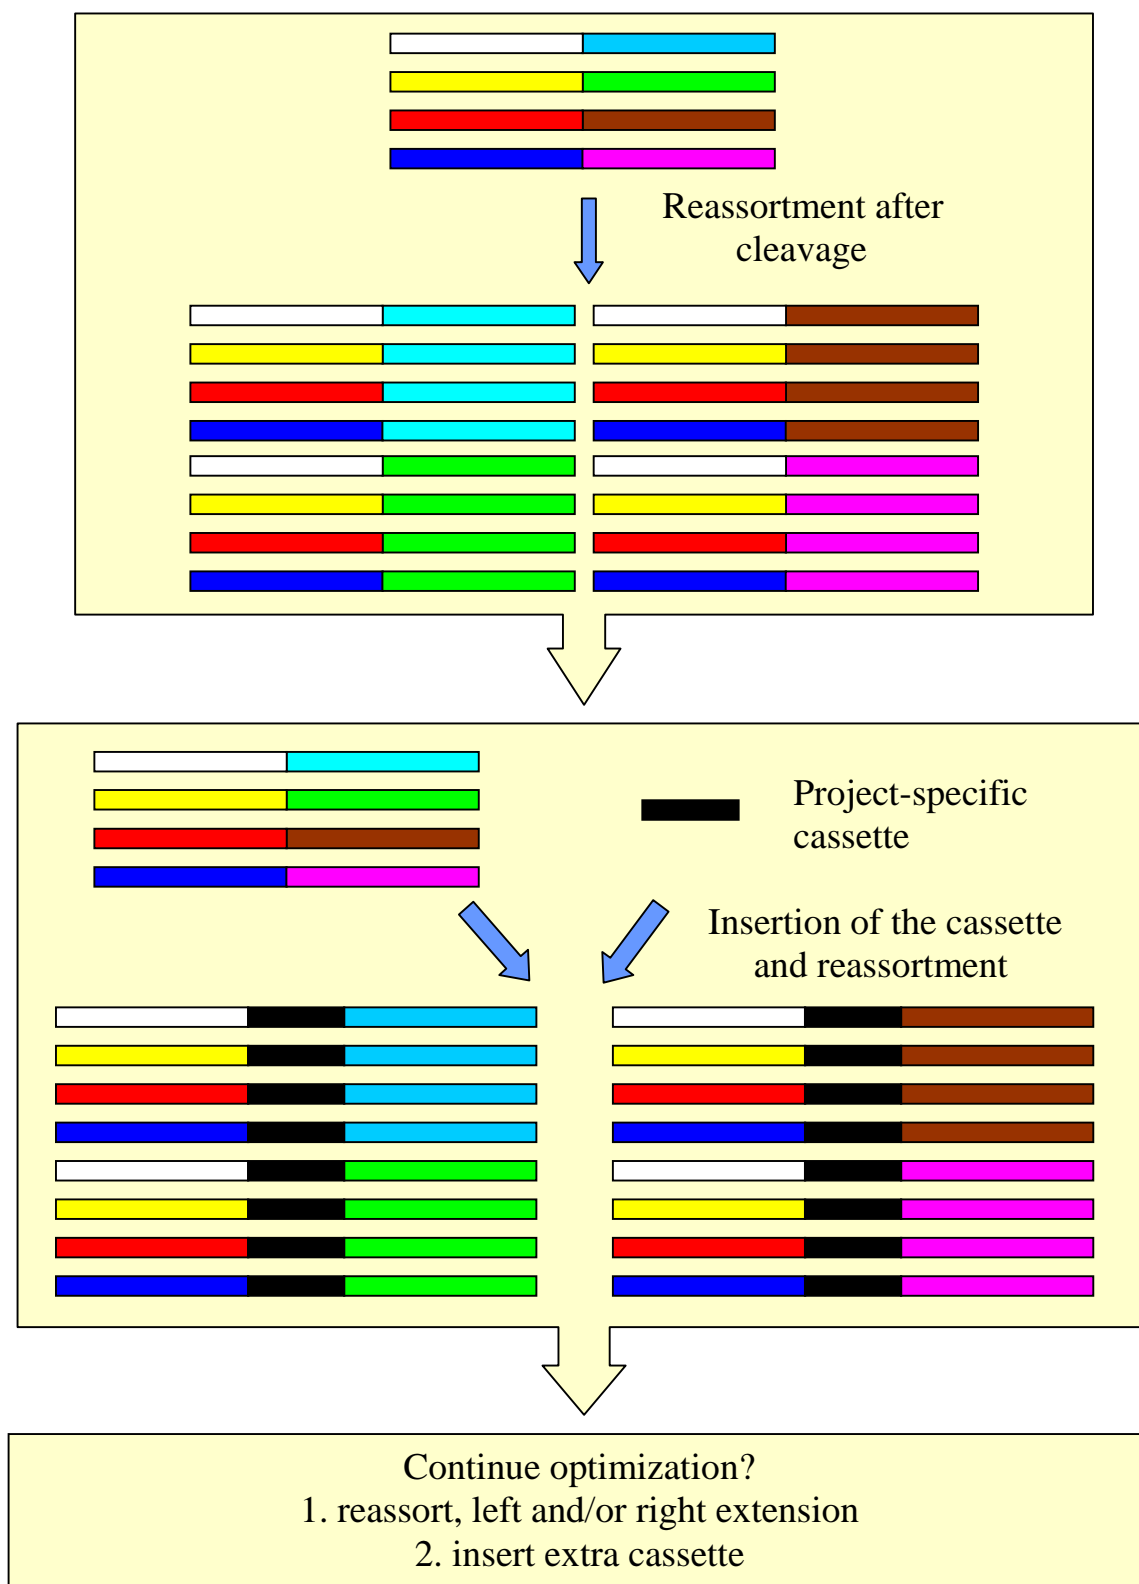 Reassortment after
cleavage
Project-specific
cassette
Insertion of the cassette
and reassortment
Continue optimization?
1. reassort, left and/or right extension
2. insert extra cassette